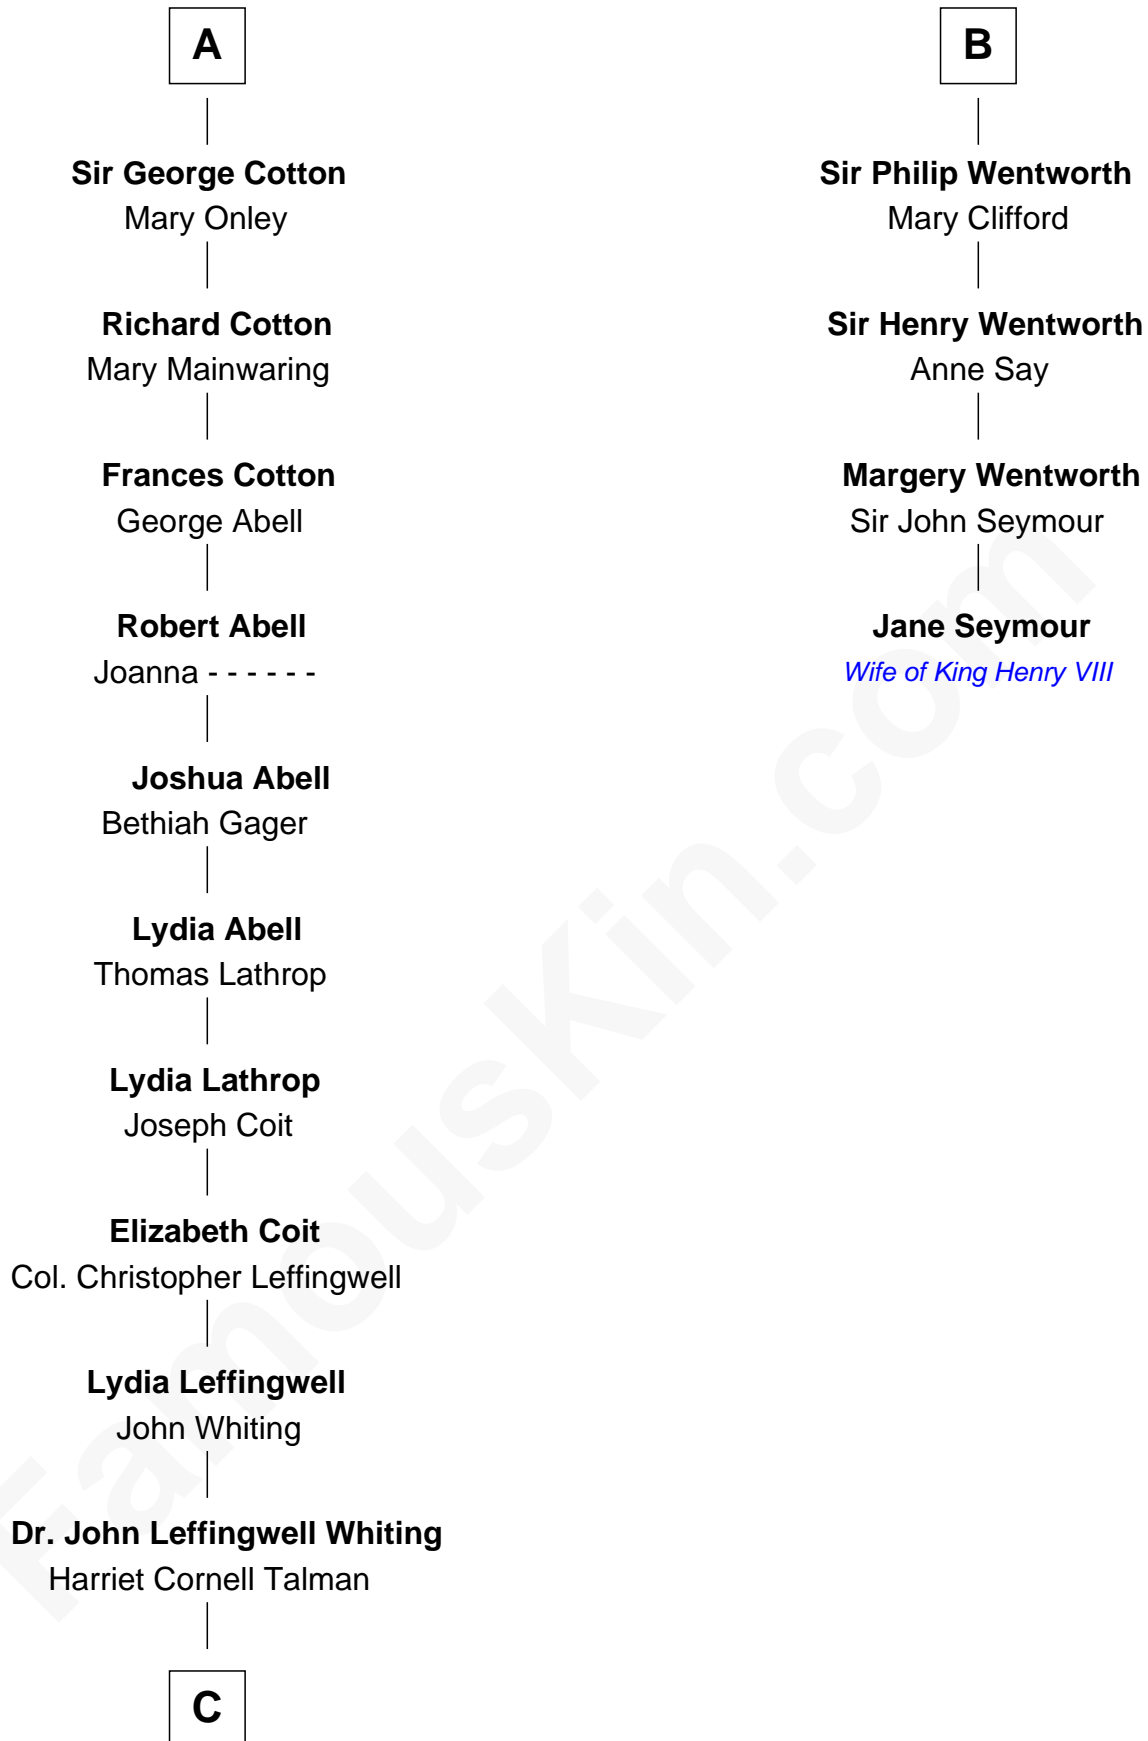 A
Sir George Cotton
Mary Onley
Richard Cotton
Mary Mainwaring
Frances Cotton
George Abell
Robert Abell
Joanna - - - - - -
Joshua Abell
Bethiah Gager
Lydia Abell
Thomas Lathrop
Lydia Lathrop
Joseph Coit
Elizabeth Coit
Col. Christopher Leffingwell
Lydia Leffingwell
John Whiting
Dr. John Leffingwell Whiting
Harriet Cornell Talman
C
B
Sir Philip Wentworth
Mary Clifford
Sir Henry Wentworth
Anne Say
Margery Wentworth
Sir John Seymour
Jane Seymour
Wife of King Henry VIII
FamousKin.com